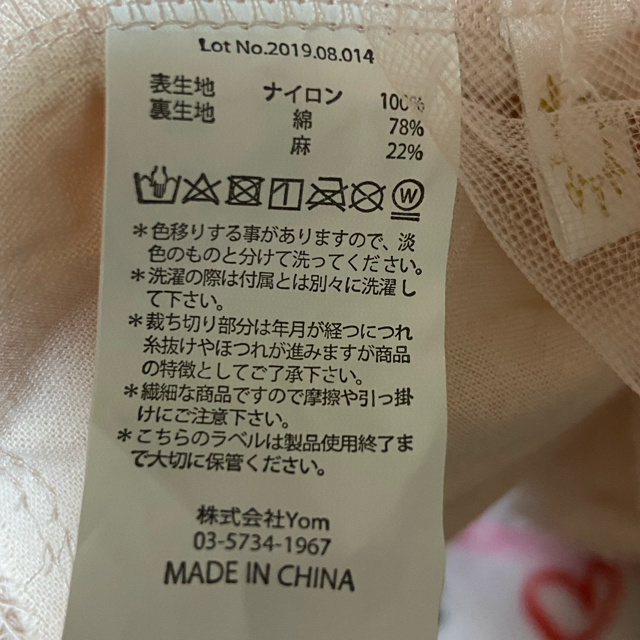 Lot No.2019.08.014
表生地 ナイロン 100%
裏生地 綿 78%
麻 22%
W
＊色移りする事がありますので、淡
色のものと分けて洗ってください。
＊洗濯の際は付属とは別々に洗濯し
て下さい。
＊裁ち切り部分は年月が経つにつれ
糸抜けやほつれが進みますが商品
の特徴としてご了承下さい。
＊繊細な商品ですので摩擦や引っ掛
けにご注意下さい。
＊こちらのラベルは製品使用終了ま
で大切に保管ください。
株式会社Yom
03-5734-1967
MADE IN CHINA